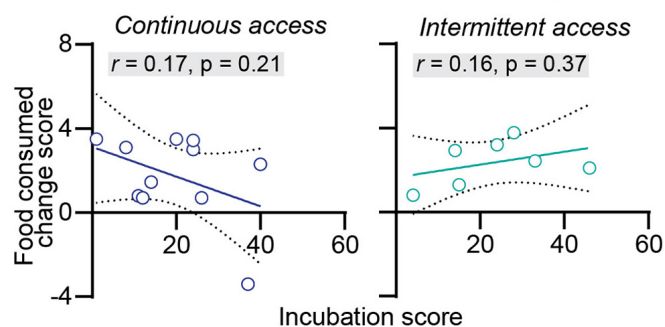 Continuous access
Intermittent access
r = 0.17, p = 0.21
r = 0.16, p = 0.37
Food consumed
change score
8
4
0
-4
20
40
60
20
40
60
Incubation score